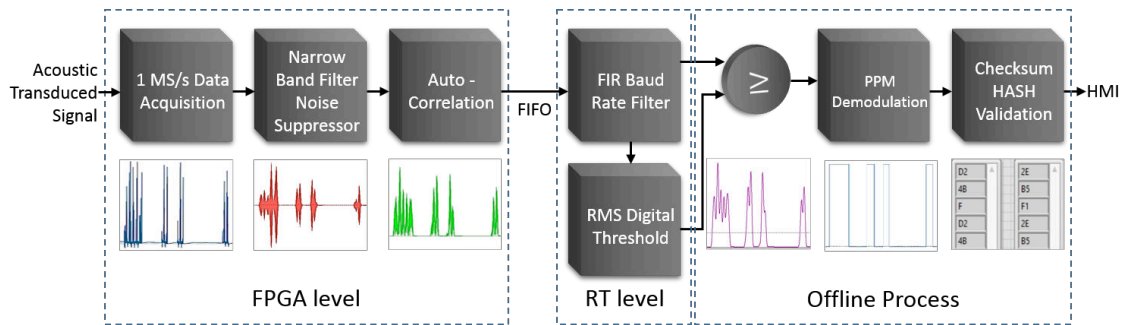 Acoustic
Transduced
Signal
1 MS/s Data
Acquisition
Narrow
Band Filter
Noise
Suppressor
Auto -
Correlation
FIFO
FIR Baud
Rate Filter
RMS Digital
Threshold
≥
PPM
Demodulation
Checksum
HASH
Validation
HMI
D2
4B
F
D2
4B
2E
B5
F1
2E
B5
FPGA level
RT level
Offline Process